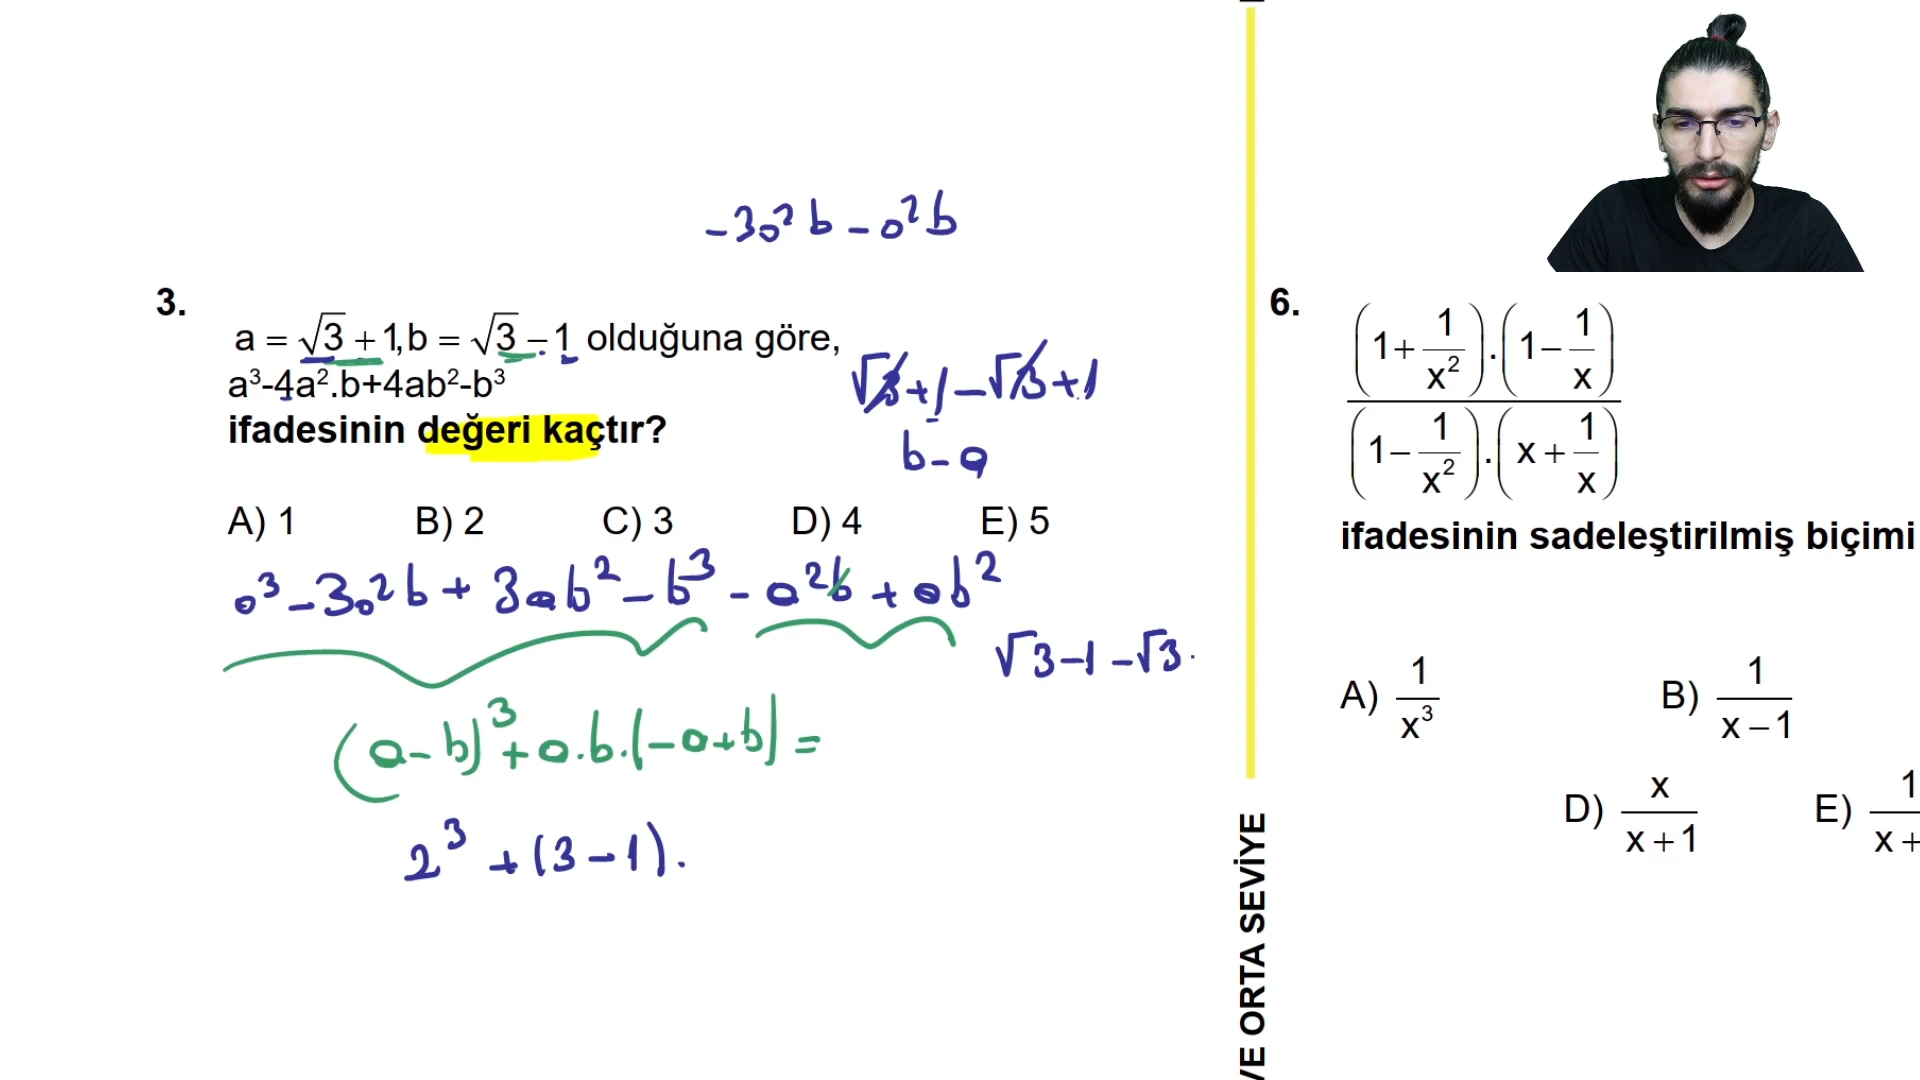 -3a²b - a²b
3.
a = √3 + 1, b = √3 - 1 olduğuna göre,
a³-4a².b+4ab²-b³
ifadesinin değeri kaçtır?
√3+1-√3+1
b-a
A) 1 B) 2 C) 3 D) 4 E) 5
a³ - 3a²b + 3ab² - b³ - a²b + ab²
√3-1-√3.
(a-b)³ + a.b.(-a+b) =
2³ + (3-1).
VE ORTA SEVİYE
6.
(1+1/x²).(1-1/x)
(1-1/x²).(x+1/x)
ifadesinin sadeleştirilmiş biçimi
A) 1/x³ B) 1/(x-1)
D) x/(x+1) E) 1/(x+